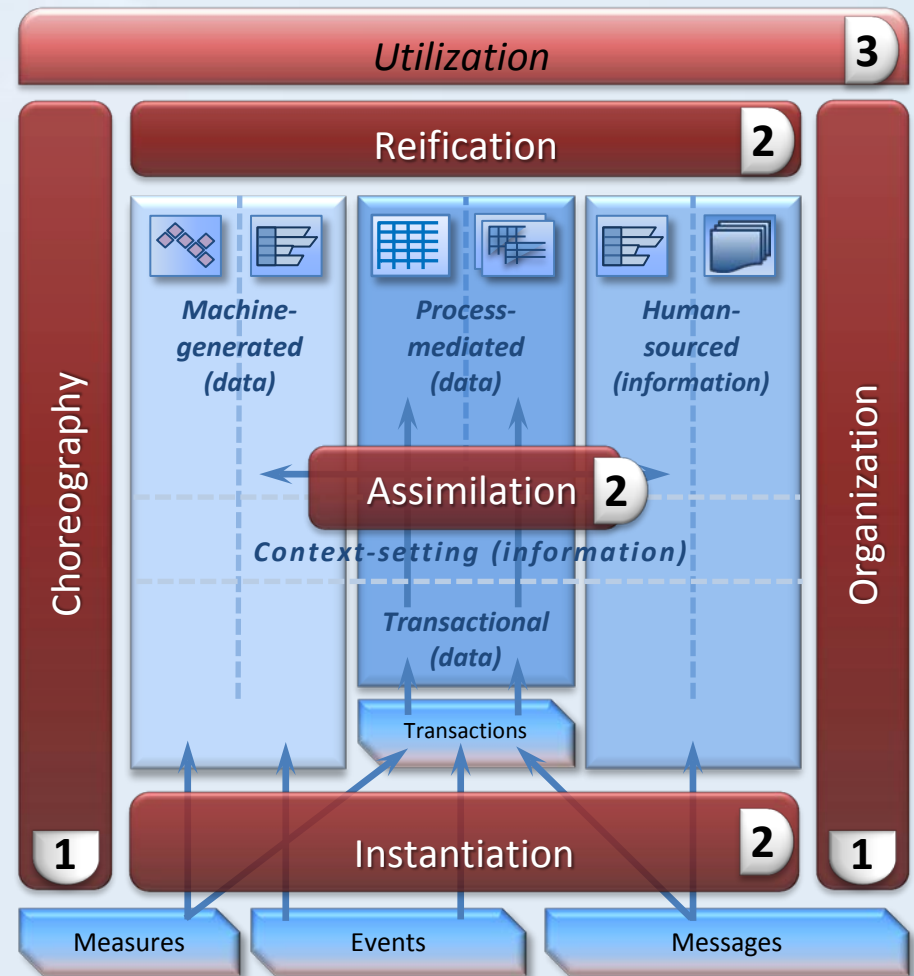 Utilization
3
Reification
2
Choreography
1
Organization
1
Machine-
generated
(data)
Process-
mediated
(data)
Human-
sourced
(information)
Assimilation
2
Context-setting (information)
Transactional
(data)
Transactions
Instantiation
2
Measures
Events
Messages